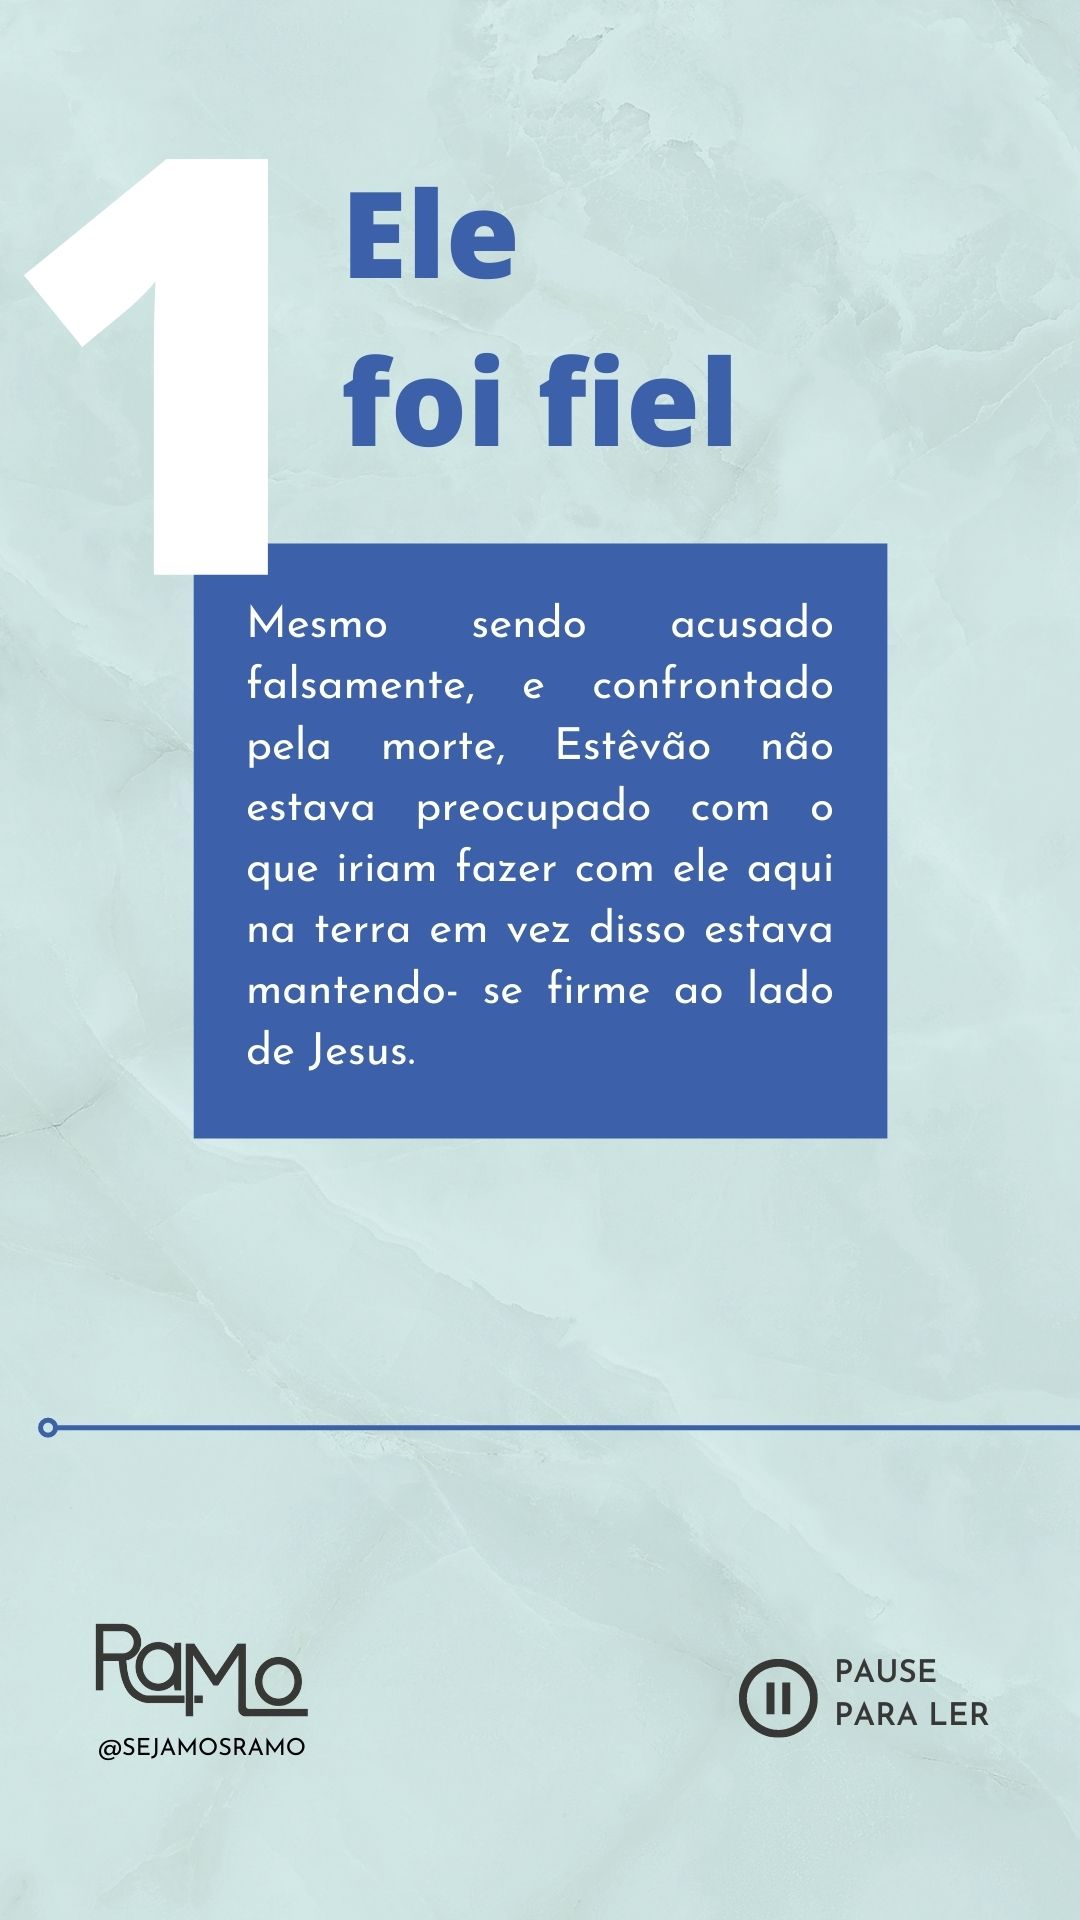 1
Ele
foi fiel
Mesmo sendo acusado
falsamente, e confrontado
pela morte, Estêvão não
estava preocupado com o
que iriam fazer com ele aqui
na terra em vez disso estava
mantendo- se firme ao lado
de Jesus.
RaMo
@SEJAMOSRAMO
PAUSE
PARA LER